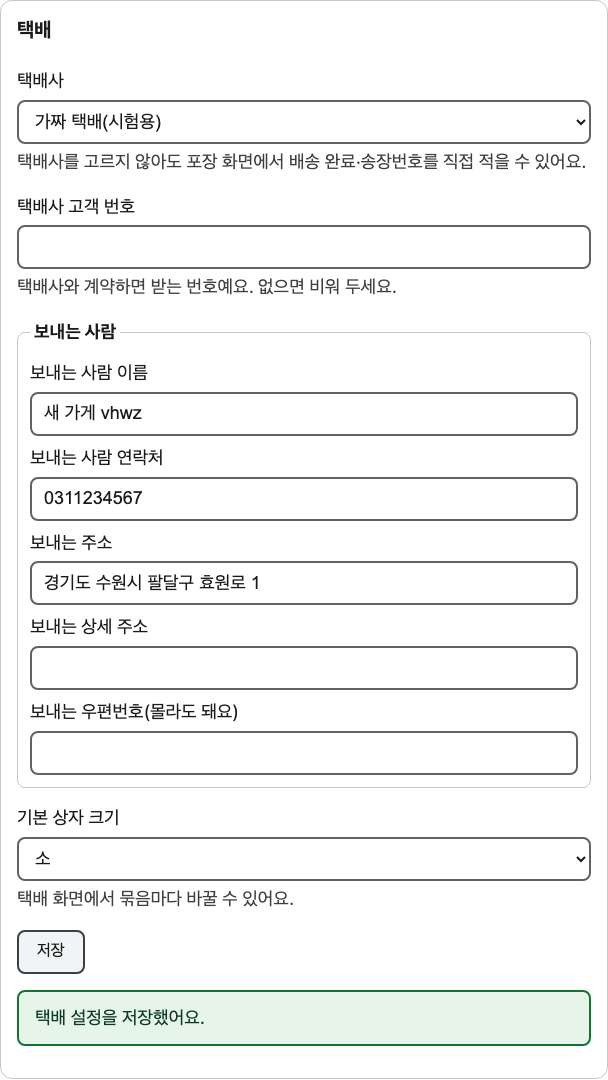 택배
택배사
가짜 택배(시험용)
택배사를 고르지 않아도 포장 화면에서 배송 완료·송장번호를 직접 적을 수 있어요.
택배사 고객 번호
택배사와 계약하면 받는 번호예요. 없으면 비워 두세요.
보내는 사람
보내는 사람 이름
새 가게 vhwz
보내는 사람 연락처
0311234567
보내는 주소
경기도 수원시 팔달구 효원로 1
보내는 상세 주소
보내는 우편번호(몰라도 돼요)
기본 상자 크기
소
택배 화면에서 묶음마다 바꿀 수 있어요.
저장
택배 설정을 저장했어요.